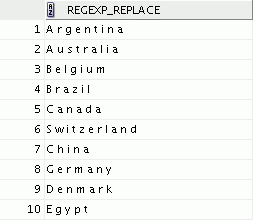 REGEXP_REPLACE
1 A r g e n t i n a
2 A u s t r a l i a
3 B e l g i u m
4 B r a z i l
5 C a n a d a
6 S w i t z e r l a n d
7 C h i n a
8 G e r m a n y
9 D e n m a r k
10 E g y p t